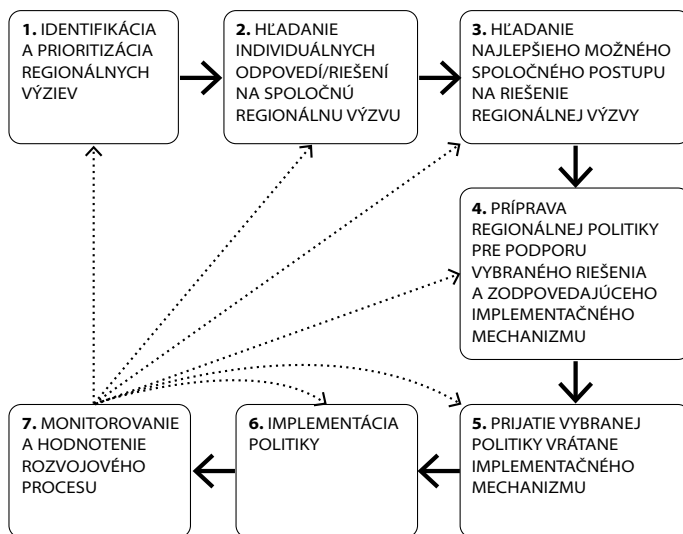 1. IDENTIFIKÁCIA
A PRIORITIZÁCIA
REGIONÁLNYCH
VÝZIEV
2. HĽADANIE
INDIVIDUÁLNYCH
ODPOVEDÍ/RIEŠENÍ
NA SPOLOČNÚ
REGIONÁLNU VÝZVU
3. HĽADANIE
NAJLEPŠIEHO MOŽNÉHO
SPOLOČNÉHO POSTUPU
NA RIEŠENIE
REGIONÁLNEJ VÝZVY
4. PRÍPRAVA
REGIONÁLNEJ POLITIKY
PRE PODPORU
VYBRANÉHO RIEŠENIA
A ZODPOVEDAJÚCEHO
IMPLEMENTAČNÉHO
MECHANIZMU
5. PRIJATIE VYBRANEJ
POLITIKY VRÁTANE
IMPLEMENTAČNÉHO
MECHANIZMU
6. IMPLEMENTÁCIA
POLITIKY
7. MONITOROVANIE
A HODNOTENIE
ROZVOJOVÉHO
PROCESU